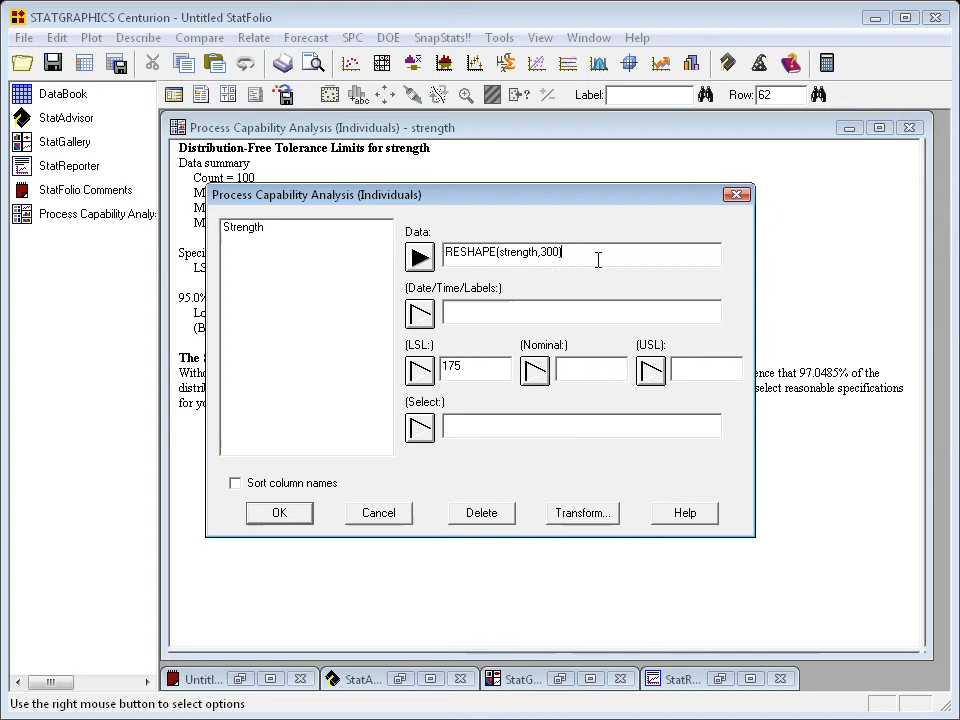 STATGRAPHICS Centurion - Untitled StatFolio
File Edit Plot Describe Compare Relate Forecast SPC DOE SnapStats!! Tools View Window Help
Label: Row: 62
DataBook
StatAdvisor
StatGallery
StatReporter
StatFolio Comments
Process Capability Analy
Process Capability Analysis (Individuals) - strength
Distribution-Free Tolerance Limits for strength
Data summary
Count = 100
M
M
M
Speci
LS
95.0%
Lo
(B
The S
Witho
distrib
for yo
ence that 97.0485% of the
select reasonable specifications
Process Capability Analysis (Individuals)
Strength
Data:
RESHAPE(strength,300)
(Date/Time/Labels:)
(LSL:) (Nominal:) (USL):
175
(Select:)
Sort column names
OK Cancel Delete Transform... Help
Untitl... StatA... StatG... StatR...
Use the right mouse button to select options